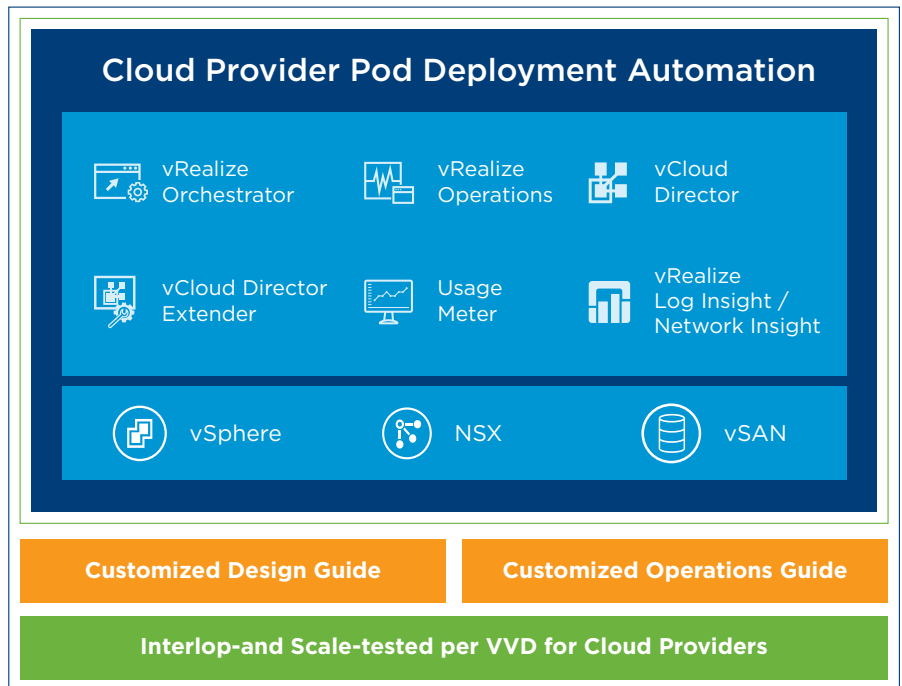 Cloud Provider Pod Deployment Automation
vRealize
Orchestrator
vRealize
Operations
vCloud
Director
vCloud Director
Extender
Usage
Meter
vRealize
Log Insight /
Network Insight
vSphere
NSX
vSAN
Customized Design Guide
Customized Operations Guide
Interlop-and Scale-tested per VVD for Cloud Providers